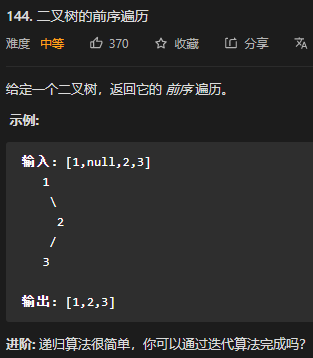 144. 二叉树的前序遍历
难度 中等 370 收藏 分享
给定一个二叉树，返回它的 前序 遍历。
示例:
输入: [1,null,2,3]
1
\
2
/
3
输出: [1,2,3]
进阶: 递归算法很简单，你可以通过迭代算法完成吗？